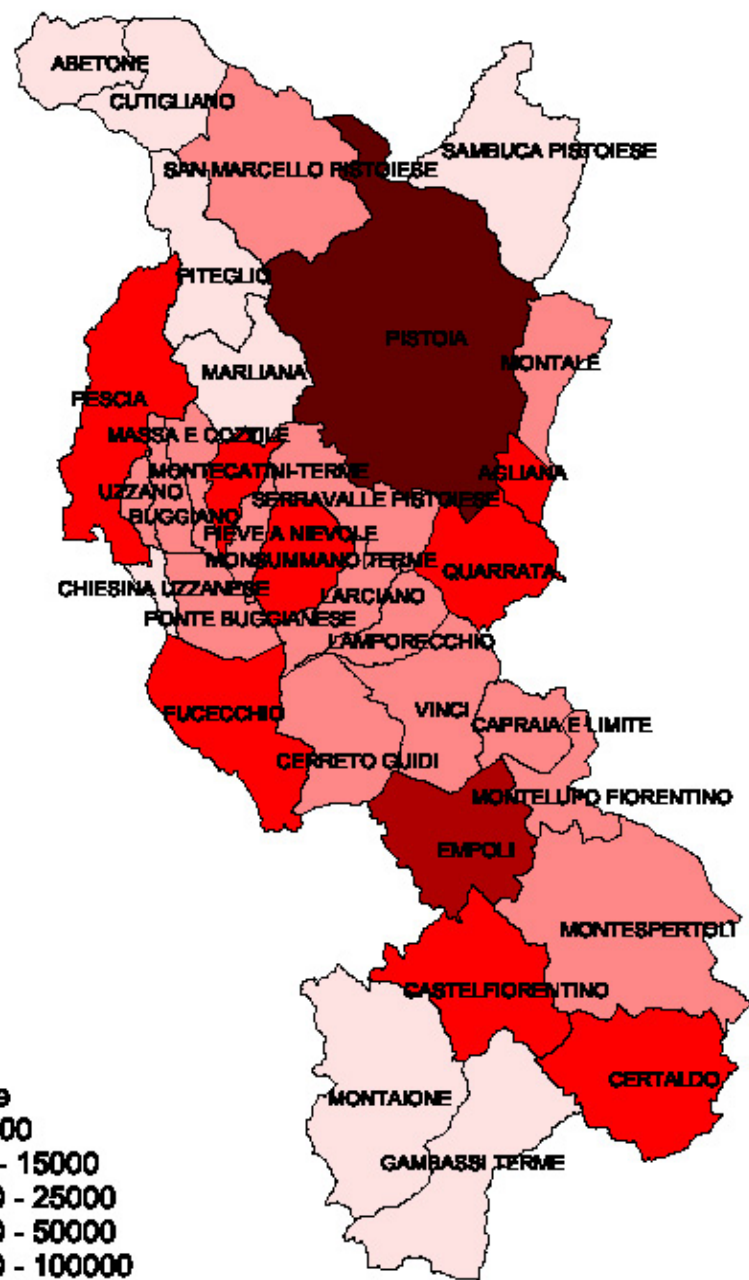 ABETONE
CUTIGLIANO
SAMBUCA PISTOIESE
SAN MARCELLO PISTOIESE
PITEGLIO
PISTOIA
MONTALE
MARLIANA
PESCIA
MASSA E COZZILE
MONTECATINI-TERME
AGLIANA
UZZANO
SERRAVALLE PISTOIESE
BUGGIANO
PIEVE A NIEVOLE
MONSUMMANO TERME
QUARRATA
CHIESINA UZZANESE
LARCIANO
PONTE BUGGIANESE
LAMPORECCHIO
FUCECCHIO
VINCI
CAPRAIA E LIMITE
CERRETO GUIDI
MONTELUPO FIORENTINO
EMPOLI
MONTESPERTOLI
CASTELFIORENTINO
CERTALDO
MONTAIONE
GAMBASSI TERME
- 15000
- 25000
- 50000
- 100000